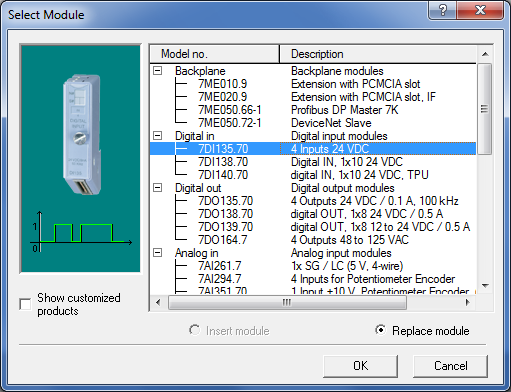 Select Module
Model no. Description
Backplane Backplane modules
7ME010.9 Extension with PCMCIA slot
7ME020.9 Extension with PCMCIA slot, IF
7ME050.66-1 Profibus DP Master 7K
7ME050.72-1 DeviceNet Slave
Digital in Digital input modules
7DI135.70 4 Inputs 24 VDC
7DI138.70 Digital IN, 1x10 24 VDC
7DI140.70 digital IN, 1x10 24 VDC, TPU
Digital out Digital output modules
7DO135.70 4 Outputs 24 VDC / 0.1 A, 100 kHz
7DO138.70 digital OUT, 1x8 24 VDC / 0.5 A
7DO139.70 digital OUT, 1x8 12 to 24 VDC / 0.5 A
7DO164.7 4 Outputs 48 to 125 VAC
Analog in Analog input modules
7AI261.7 1x SG / LC (5 V, 4-wire)
7AI294.7 4 Inputs for Potentiometer Encoder
7AI351.70 1 Input ±10 V, Potentiometer Encoder
1
0
Show customized
products
Insert module Replace module
OK Cancel